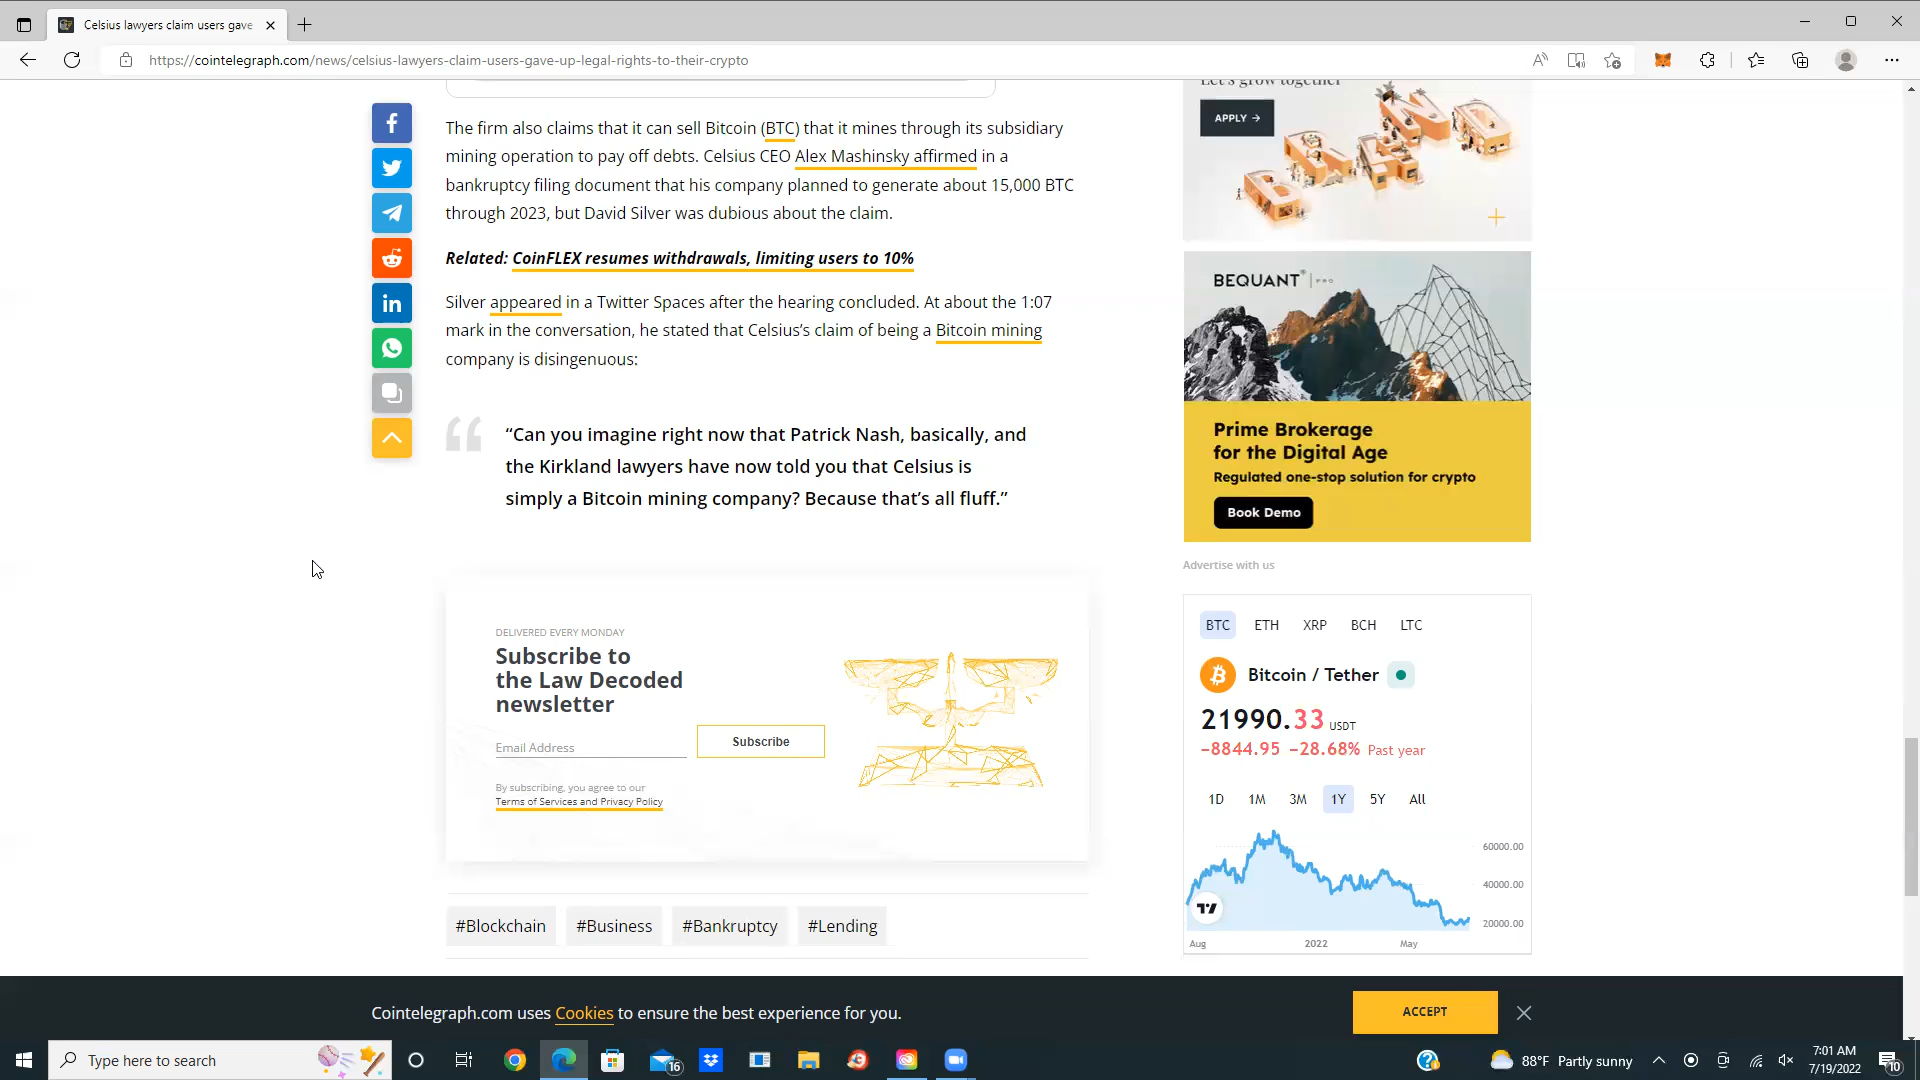 Celsius lawyers claim users gave
https://cointelegraph.com/news/celsius-lawyers-claim-users-gave-up-legal-rights-to-their-crypto
The firm also claims that it can sell Bitcoin (BTC) that it mines through its subsidiary
mining operation to pay off debts. Celsius CEO Alex Mashinsky affirmed in a
bankruptcy filing document that his company planned to generate about 15,000 BTC
through 2023, but David Silver was dubious about the claim.
Related: CoinFLEX resumes withdrawals, limiting users to 10%
Silver appeared in a Twitter Spaces after the hearing concluded. At about the 1:07
mark in the conversation, he stated that Celsius’s claim of being a Bitcoin mining
company is disingenuous:
“Can you imagine right now that Patrick Nash, basically, and
the Kirkland lawyers have now told you that Celsius is
simply a Bitcoin mining company? Because that’s all fluff.”
DELIVERED EVERY MONDAY
Subscribe to
the Law Decoded
newsletter
Email Address
Subscribe
By subscribing, you agree to our
Terms of Services and Privacy Policy
#Blockchain #Business #Bankruptcy #Lending
Let's grow together
APPLY →
BEQUANT® | PRO
Prime Brokerage
for the Digital Age
Regulated one-stop solution for crypto
Book Demo
Advertise with us
BTC ETH XRP BCH LTC
Bitcoin / Tether
21990.33 USDT
−8844.95 −28.68% Past year
1D 1M 3M 1Y 5Y All
60000.00
40000.00
20000.00
Aug 2022 May
Cointelegraph.com uses Cookies to ensure the best experience for you.
ACCEPT
Type here to search
16
88°F Partly sunny
7:01 AM
7/19/2022
10